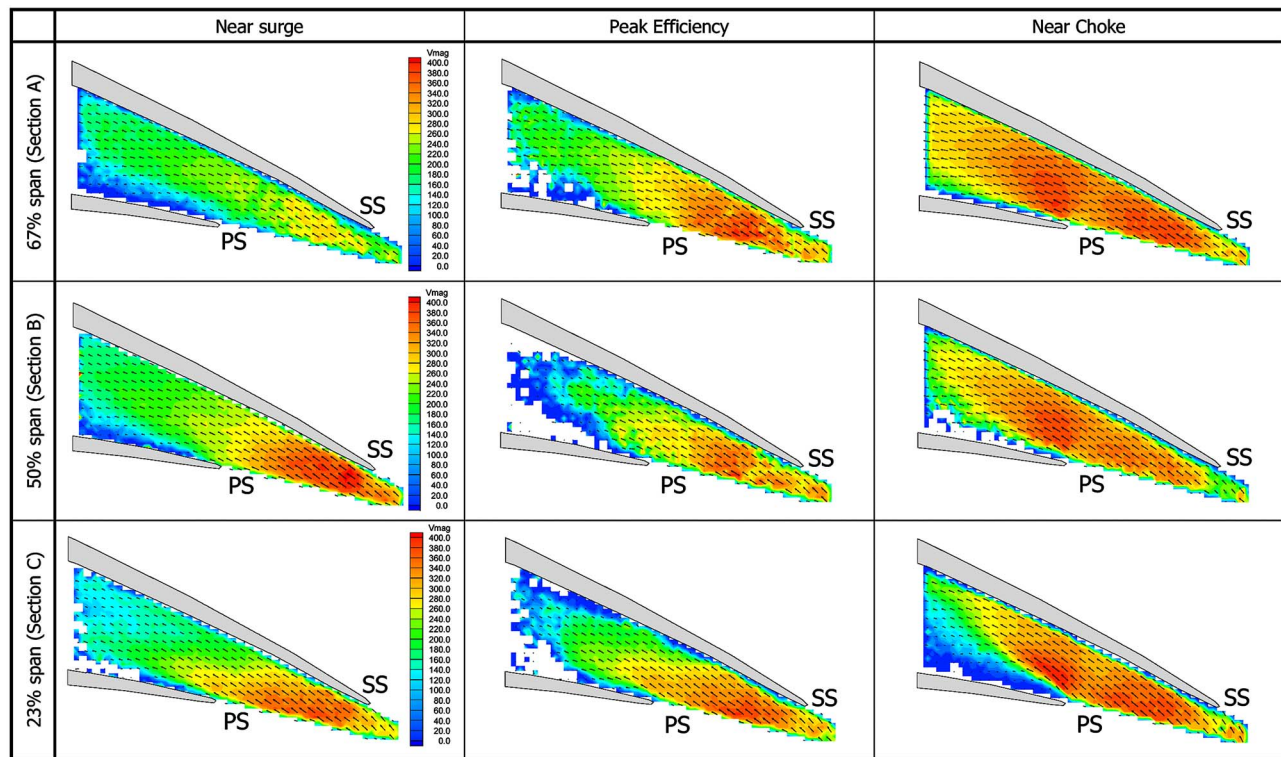 Near surge
Peak Efficiency
Near Choke
67% span (Section A)
Vmag
400.0
380.0
360.0
340.0
320.0
300.0
280.0
260.0
240.0
220.0
200.0
180.0
160.0
140.0
120.0
100.0
80.0
60.0
40.0
20.0
0.0
SS
PS
SS
PS
SS
PS
50% span (Section B)
Vmag
400.0
380.0
360.0
340.0
320.0
300.0
280.0
260.0
240.0
220.0
200.0
180.0
160.0
140.0
120.0
100.0
80.0
60.0
40.0
20.0
0.0
SS
PS
SS
PS
SS
PS
23% span (Section C)
Vmag
400.0
380.0
360.0
340.0
320.0
300.0
280.0
260.0
240.0
220.0
200.0
180.0
160.0
140.0
120.0
100.0
80.0
60.0
40.0
20.0
0.0
SS
PS
SS
PS
SS
PS